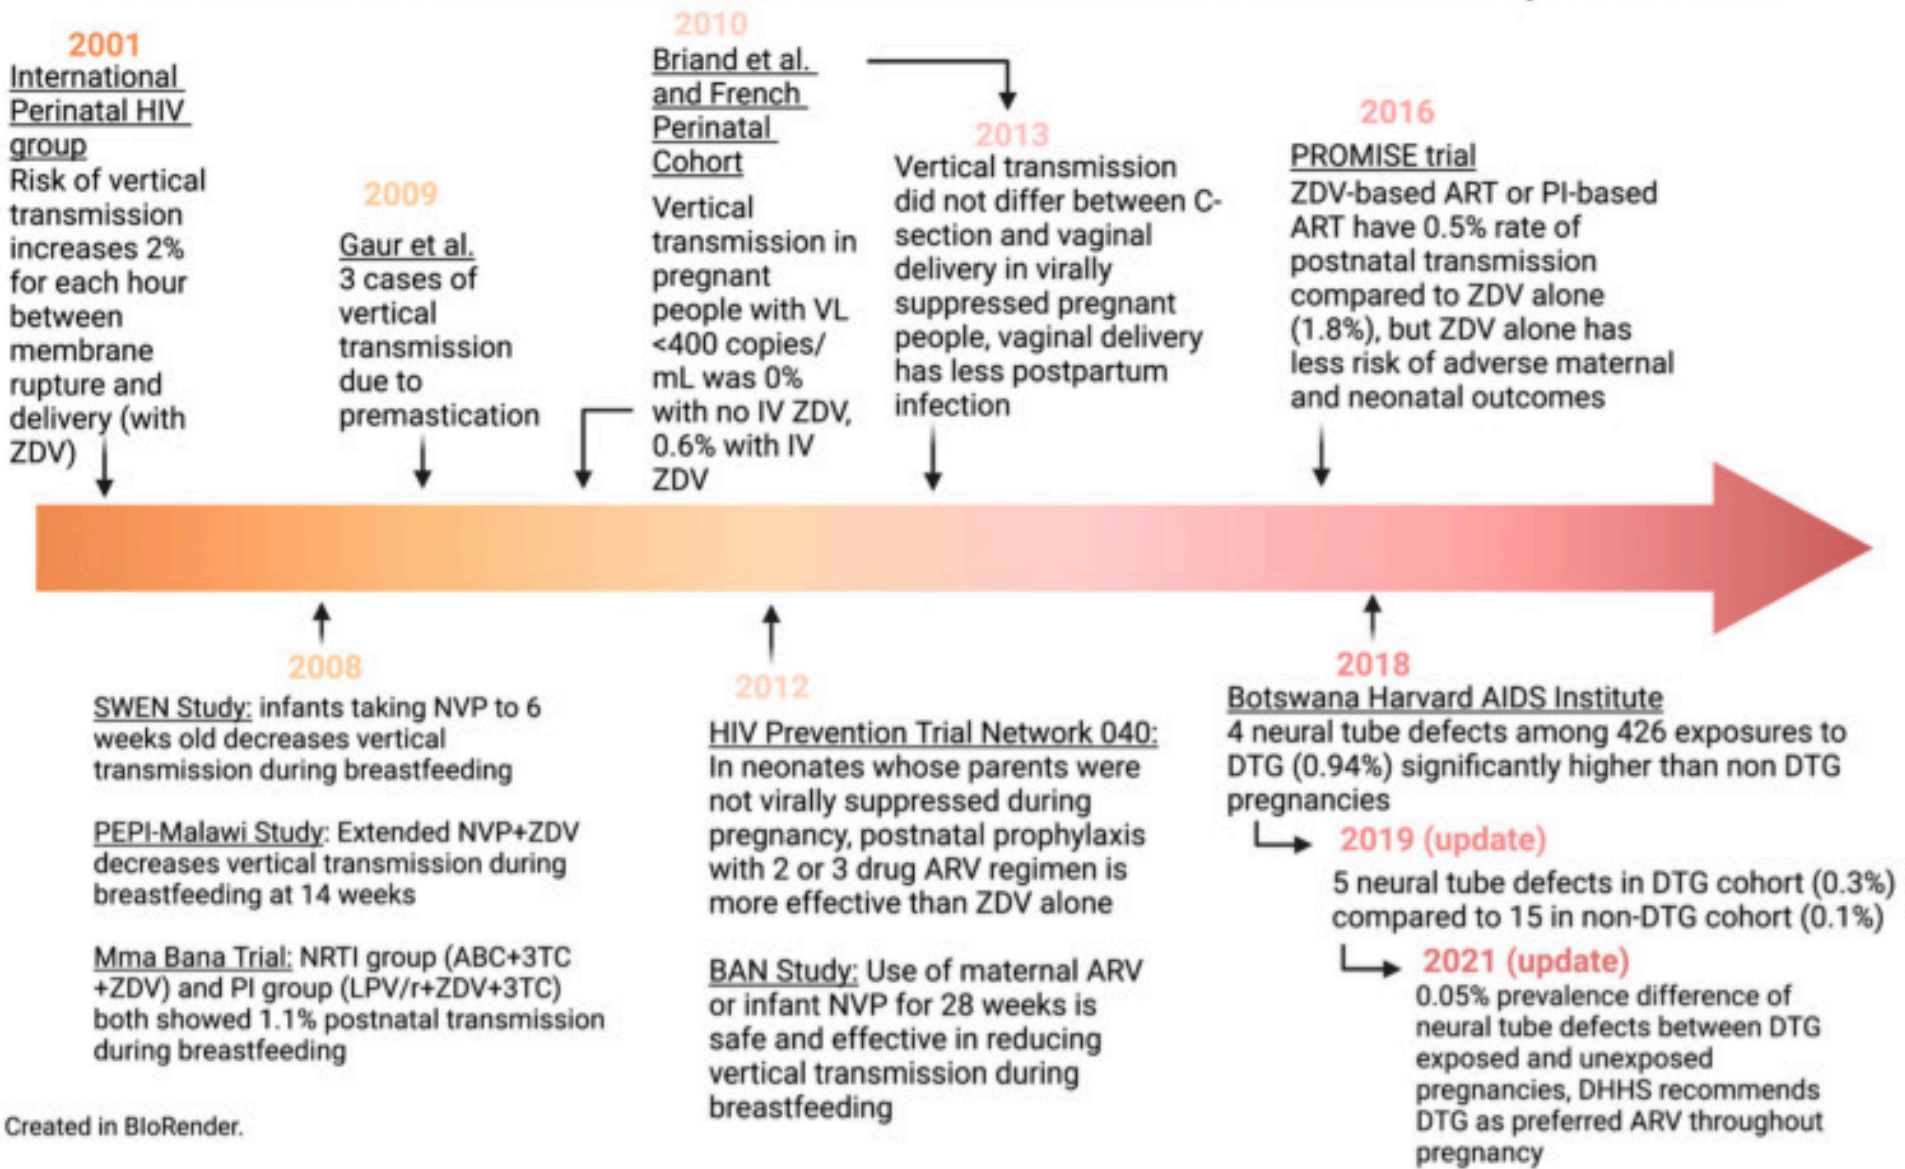 2001
International
Perinatal HIV
group
Risk of vertical
transmission
increases 2%
for each hour
between
membrane
rupture and
delivery (with
ZDV)
2009
Gaur et al.
3 cases of
vertical
transmission
due to
premastication
2010
Briand et al.
and French
Perinatal
Cohort
Vertical
transmission in
pregnant
people with VL
<400 copies/
mL was 0%
with no IV ZDV,
0.6% with IV
ZDV
2013
Vertical transmission
did not differ between C-
section and vaginal
delivery in virally
suppressed pregnant
people, vaginal delivery
has less postpartum
infection
2016
PROMISE trial
ZDV-based ART or PI-based
ART have 0.5% rate of
postnatal transmission
compared to ZDV alone
(1.8%), but ZDV alone has
less risk of adverse maternal
and neonatal outcomes
2008
SWEN Study: infants taking NVP to 6
weeks old decreases vertical
transmission during breastfeeding
PEPI-Malawi Study: Extended NVP+ZDV
decreases vertical transmission during
breastfeeding at 14 weeks
Mma Bana Trial: NRTI group (ABC+3TC
+ZDV) and PI group (LPV/r+ZDV+3TC)
both showed 1.1% postnatal transmission
during breastfeeding
2012
HIV Prevention Trial Network 040:
In neonates whose parents were
not virally suppressed during
pregnancy, postnatal prophylaxis
with 2 or 3 drug ARV regimen is
more effective than ZDV alone
BAN Study: Use of maternal ARV
or infant NVP for 28 weeks is
safe and effective in reducing
vertical transmission during
breastfeeding
2018
Botswana Harvard AIDS Institute
4 neural tube defects among 426 exposures to
DTG (0.94%) significantly higher than non DTG
pregnancies
2019 (update)
5 neural tube defects in DTG cohort (0.3%)
compared to 15 in non-DTG cohort (0.1%)
2021 (update)
0.05% prevalence difference of
neural tube defects between DTG
exposed and unexposed
pregnancies, DHHS recommends
DTG as preferred ARV throughout
pregnancy
Created in BioRender.